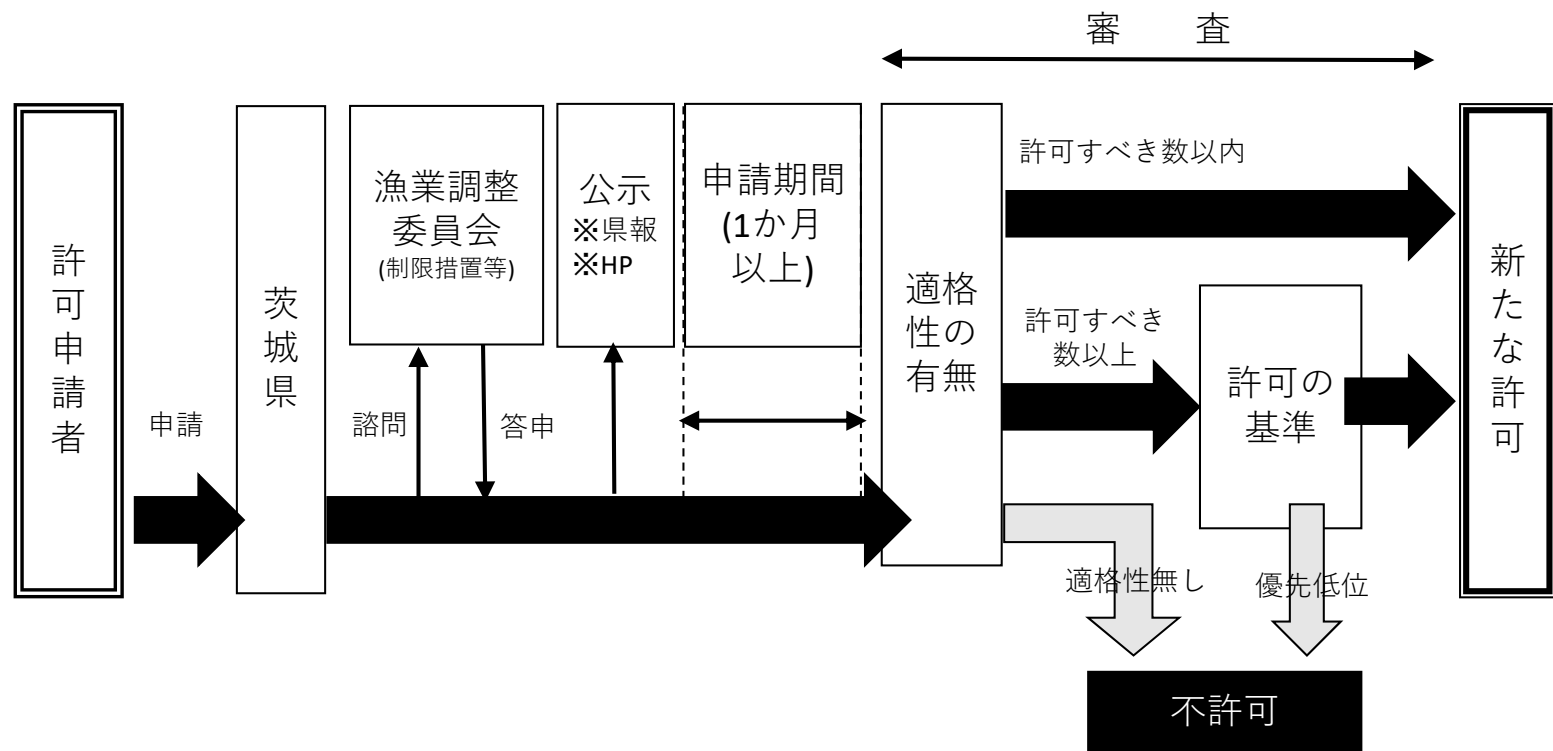 審　査
許可申請者
申請
茨城県
漁業調整
委員会
(制限措置等)
諮問
答申
公示
※県報
※HP
申請期間
(1か月
以上)
適格
性の
有無
許可すべき数以内
許可すべき
数以上
許可の
基準
新たな許可
適格性無し
優先低位
不許可